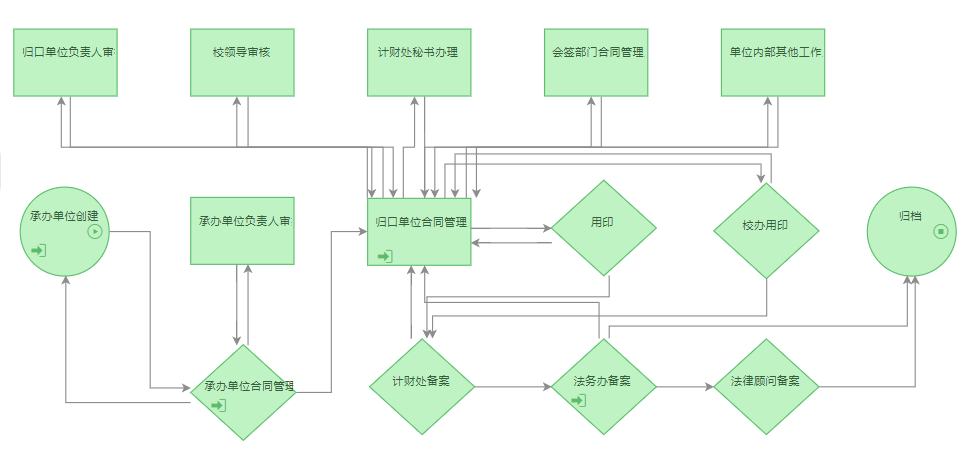 归口单位负责人审
校领导审核
计财处秘书办理
会签部门合同管理
单位内部其他工作
承办单位创建
承办单位负责人审
归口单位合同管理
用印
校办用印
归档
承办单位合同管理
计财处备案
法务办备案
法律顾问备案